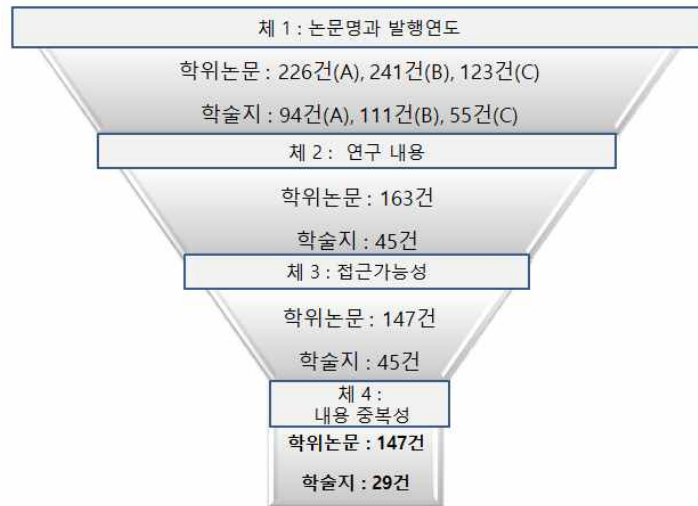 체 1 : 논문명과 발행연도
학위논문 : 226건(A), 241건(B), 123건(C)
학술지 : 94건(A), 111건(B), 55건(C)
체 2 : 연구 내용
학위논문 : 163건
학술지 : 45건
체 3 : 접근가능성
학위논문 : 147건
학술지 : 45건
체 4 :
내용 중복성
학위논문 : 147건
학술지 : 29건